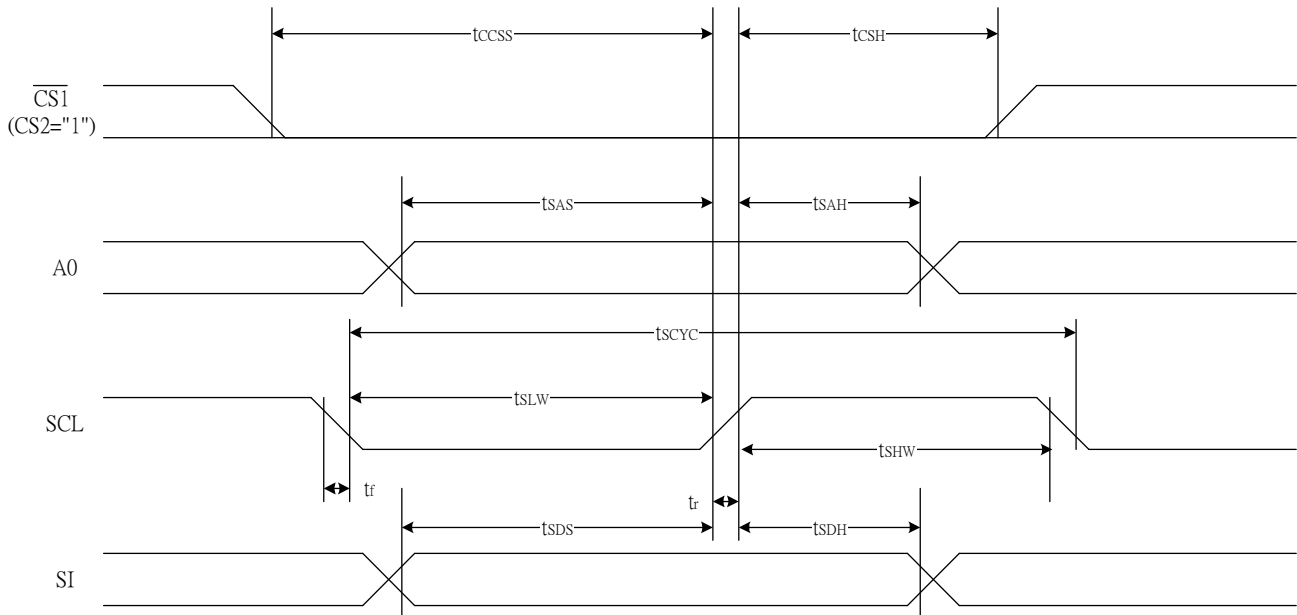 tCCSS
tCSH
CS1
(CS2="1")
tSAS
tSAH
A0
tSCYC
tSLW
SCL
tSHW
tf
tr
tSDS
tSDH
SI